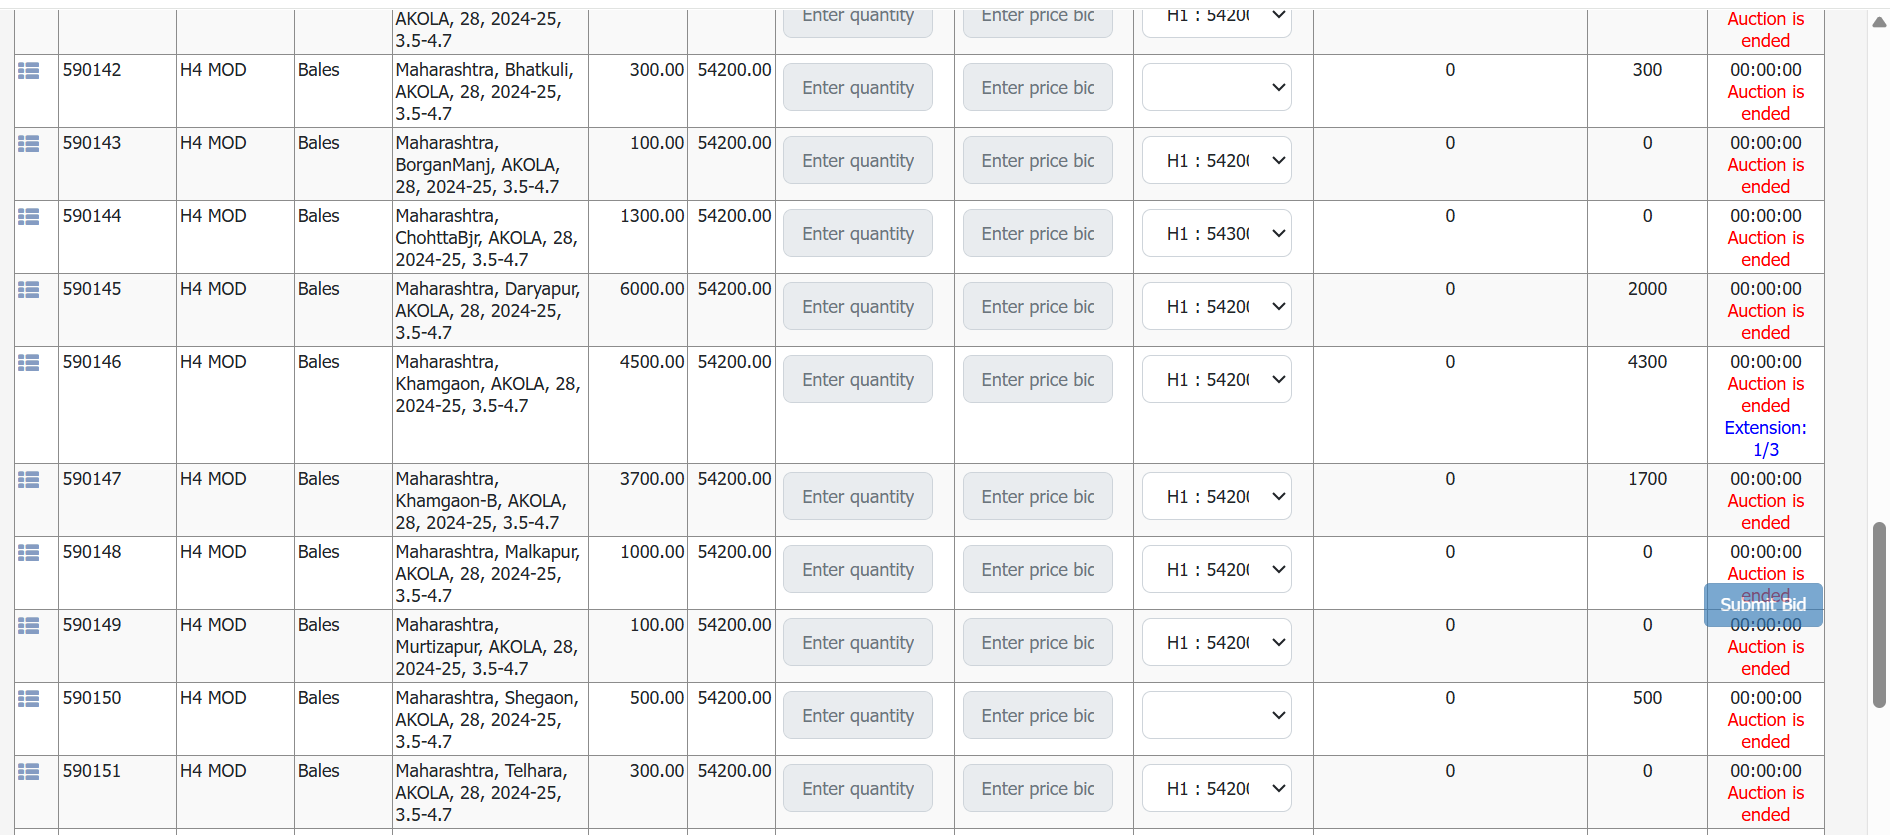 AKOLA, 28, 2024-25,
3.5-4.7
Enter quantity
Enter price bic
H1 : 5420
Auction is
ended
590142
H4 MOD
Bales
Maharashtra, Bhatkuli,
AKOLA, 28, 2024-25,
3.5-4.7
300.00
54200.00
Enter quantity
Enter price bic
0
300
00:00:00
Auction is
ended
590143
H4 MOD
Bales
Maharashtra,
BorganManj, AKOLA,
28, 2024-25, 3.5-4.7
100.00
54200.00
Enter quantity
Enter price bic
H1 : 5420
0
0
00:00:00
Auction is
ended
590144
H4 MOD
Bales
Maharashtra,
ChohttaBjr, AKOLA, 28,
2024-25, 3.5-4.7
1300.00
54200.00
Enter quantity
Enter price bic
H1 : 5430
0
0
00:00:00
Auction is
ended
590145
H4 MOD
Bales
Maharashtra, Daryapur,
AKOLA, 28, 2024-25,
3.5-4.7
6000.00
54200.00
Enter quantity
Enter price bic
H1 : 5420
0
2000
00:00:00
Auction is
ended
590146
H4 MOD
Bales
Maharashtra,
Khamgaon, AKOLA, 28,
2024-25, 3.5-4.7
4500.00
54200.00
Enter quantity
Enter price bic
H1 : 5420
0
4300
00:00:00
Auction is
ended
Extension:
1/3
590147
H4 MOD
Bales
Maharashtra,
Khamgaon-B, AKOLA,
28, 2024-25, 3.5-4.7
3700.00
54200.00
Enter quantity
Enter price bic
H1 : 5420
0
1700
00:00:00
Auction is
ended
590148
H4 MOD
Bales
Maharashtra, Malkapur,
AKOLA, 28, 2024-25,
3.5-4.7
1000.00
54200.00
Enter quantity
Enter price bic
H1 : 5420
0
0
00:00:00
Auction is
ended
Submit Bid
590149
H4 MOD
Bales
Maharashtra,
Murtizapur, AKOLA, 28,
2024-25, 3.5-4.7
100.00
54200.00
Enter quantity
Enter price bic
H1 : 5420
0
0
00:00:00
Auction is
ended
590150
H4 MOD
Bales
Maharashtra, Shegaon,
AKOLA, 28, 2024-25,
3.5-4.7
500.00
54200.00
Enter quantity
Enter price bic
0
500
00:00:00
Auction is
ended
590151
H4 MOD
Bales
Maharashtra, Telhara,
AKOLA, 28, 2024-25,
3.5-4.7
300.00
54200.00
Enter quantity
Enter price bic
H1 : 5420
0
0
00:00:00
Auction is
ended